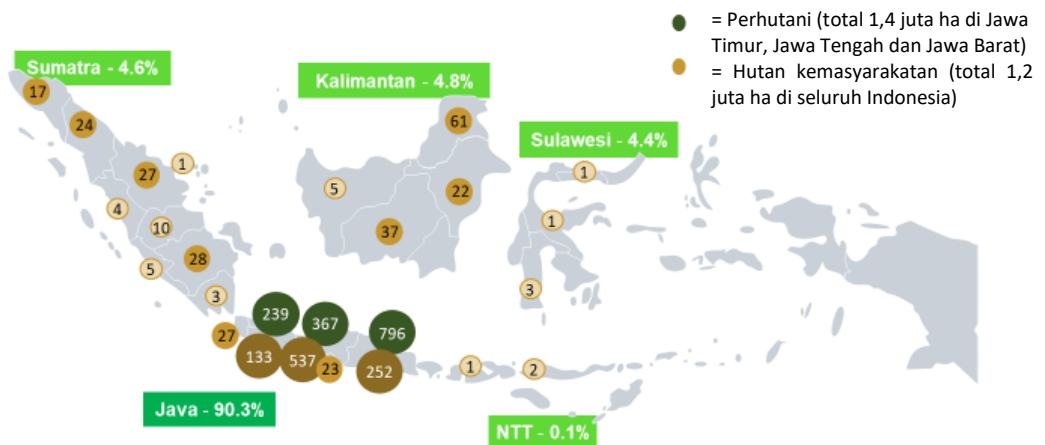 = Perhutani (total 1,4 juta ha di Jawa
Timur, Jawa Tengah dan Jawa Barat)
= Hutan kemasyarakatan (total 1,2
juta ha di seluruh Indonesia)
Sumatra - 4.6%
Kalimantan - 4.8%
Sulawesi - 4.4%
17
24
61
27
1
1
5
22
4
10
1
37
28
5
3
3
239
367
796
27
133
537
23
252
1
2
Java - 90.3%
NTT - 0.1%